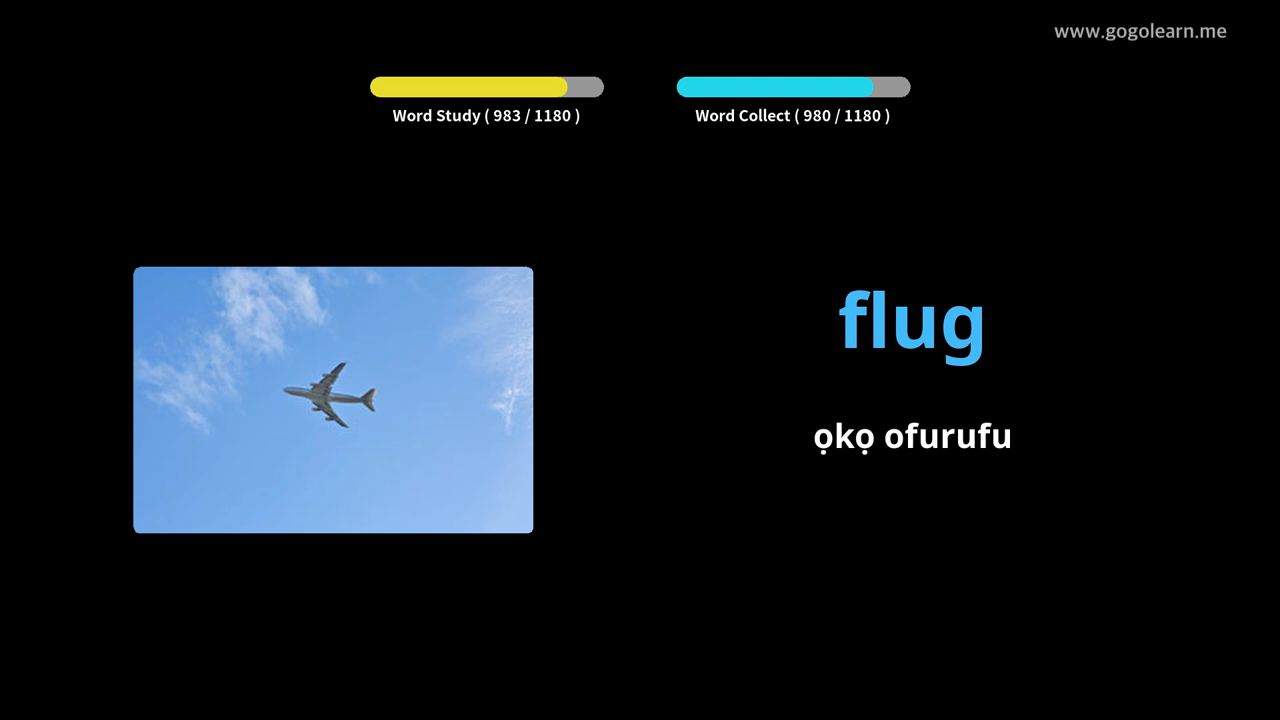 www.gogolearn.me
Word Study ( 983 / 1180 )
Word Collect ( 980 / 1180 )
flug
ọkọ ofurufu